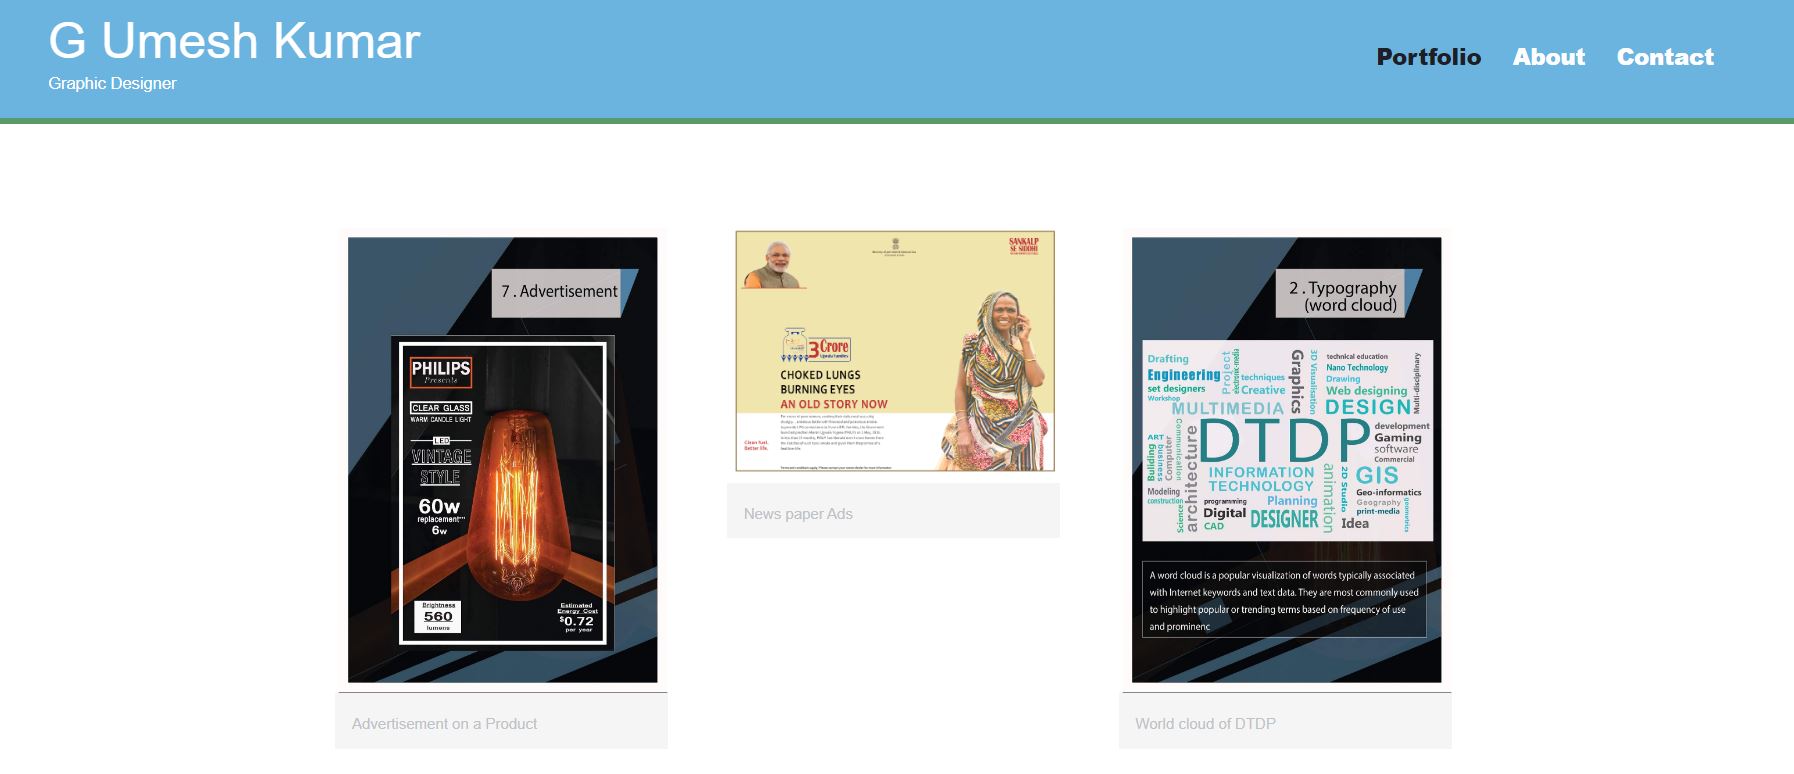 G Umesh Kumar
Graphic Designer
Portfolio
About
Contact
7 . Advertisement
PHILIPS
Presents
CLEAR GLASS
WARM CANDLE LIGHT
LED
VINTAGE
STYLE
60w
replacement
6w
Brightness
560
lumens
Estimated
Energy Cost
$0.72
per year
Advertisement on a Product
SANKALP
SE SIDDHI
3 Crore
CHOKED LUNGS
BURNING EYES
AN OLD STORY NOW
Clean fuel.
Better life.
News paper Ads
2 . Typography
(word cloud)
Drafting
Engineering
set designers
Workshop
Project
electronic-media
techniques
Creative
MULTIMEDIA
Graphics
3D Visualisation
technical education
Nano Technology
Drawing
Web designing
DESIGN
Multi-disciplinary
DTDP
development
Gaming
software
Commercial
ART
Building
business
Computer
Communication
architecture
INFORMATION
TECHNOLOGY
animation
2D Studio
GIS
Geo-informatics
Geography
print-media
geometrics
Modeling
construction
Science
programming
Digital
CAD
Planning
DESIGNER
Idea
A word cloud is a popular visualization of words typically associated
with Internet keywords and text data. They are most commonly used
to highlight popular or trending terms based on frequency of use
and prominenc
World cloud of DTDP